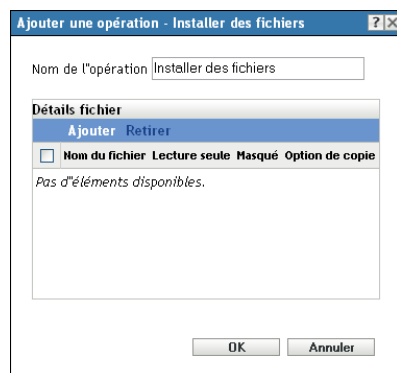 Ajouter une opération - Installer des fichiers ? X
Nom de l''opération Installer des fichiers
Détails fichier
Ajouter Retirer
Nom du fichier Lecture seule Masqué Option de copie
Pas d''éléments disponibles.
OK Annuler